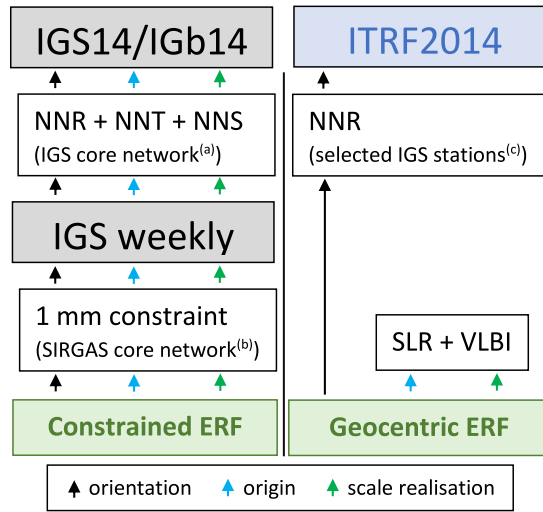 IGS14/IGb14
NNR + NNT + NNS
(IGS core network(a))
IGS weekly
1 mm constraint
(SIRGAS core network(b))
Constrained ERF
ITRF2014
NNR
(selected IGS stations(c))
SLR + VLBI
Geocentric ERF
orientation origin scale realisation